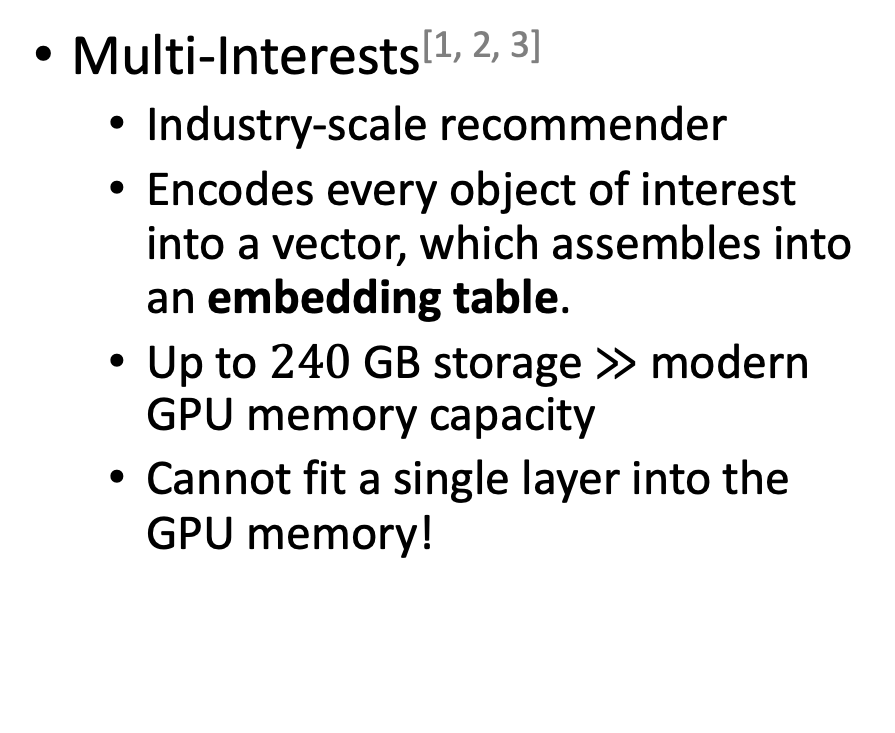 • Multi-Interests[1, 2, 3]
• Industry-scale recommender
• Encodes every object of interest
into a vector, which assembles into
an embedding table.
• Up to 240 GB storage ≫ modern
GPU memory capacity
• Cannot fit a single layer into the
GPU memory!